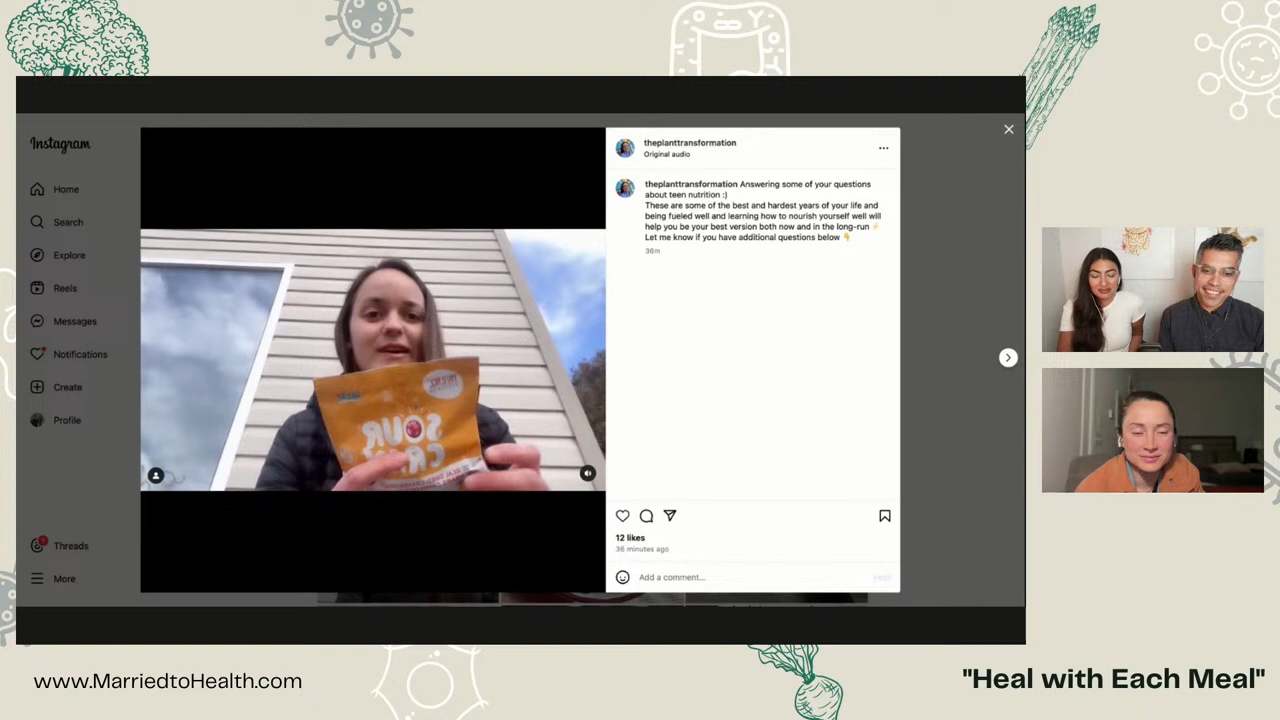 Instagram
Home
Search
Explore
Reels
Messages
Notifications
Create
Profile
Threads
More
SOUR
theplanttransformation
Original audio
theplanttransformation Answering some of your questions
about teen nutrition :)
These are some of the best and hardest years of your life and
being fueled well and learning how to nourish yourself well will
help you be your best version both now and in the long-run ⚡
Let me know if you have additional questions below 👇
36m
12 likes
36 minutes ago
Add a comment...
Post
www.MarriedtoHealth.com
"Heal with Each Meal"